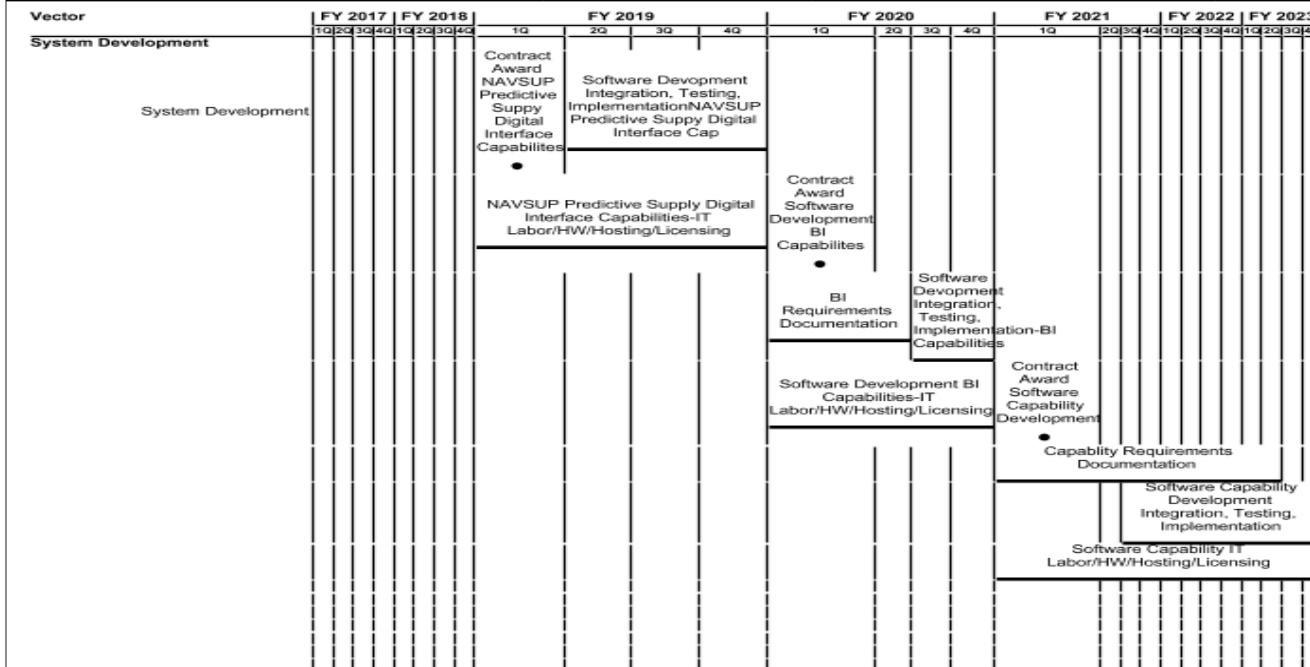 Vector FY 2017 FY 2018 FY 2019 FY 2020 FY 2021 FY 2022 FY 2023
1Q 2Q 3Q 4Q 1Q 2Q 3Q 4Q 1Q 2Q 3Q 4Q 1Q 2Q 3Q 4Q 1Q 2Q 3Q 4Q 1Q 2Q 3Q 4Q 1Q 2Q 3Q 4
System Development
System Development
Contract
Award
NAVSUP
Predictive
Suppy
Digital
Interface
Capabilites
Software Devopment
Integration, Testing,
ImplementationNAVSUP
Predictive Suppy Digital
Interface Cap
NAVSUP Predictive Supply Digital
Interface Capabilities-IT
Labor/HW/Hosting/Licensing
Contract
Award
Software
Development
BI
Capabilites
BI
Requirements
Documentation
Software
Devopment
Integration,
Testing,
Implementation-BI
Capabilities
Software Development BI
Capabilities-IT
Labor/HW/Hosting/Licensing
Contract
Award
Software
Capability
Development
Capablity Requirements
Documentation
Software Capability
Development
Integration, Testing,
Implementation
Software Capability IT
Labor/HW/Hosting/Licensing